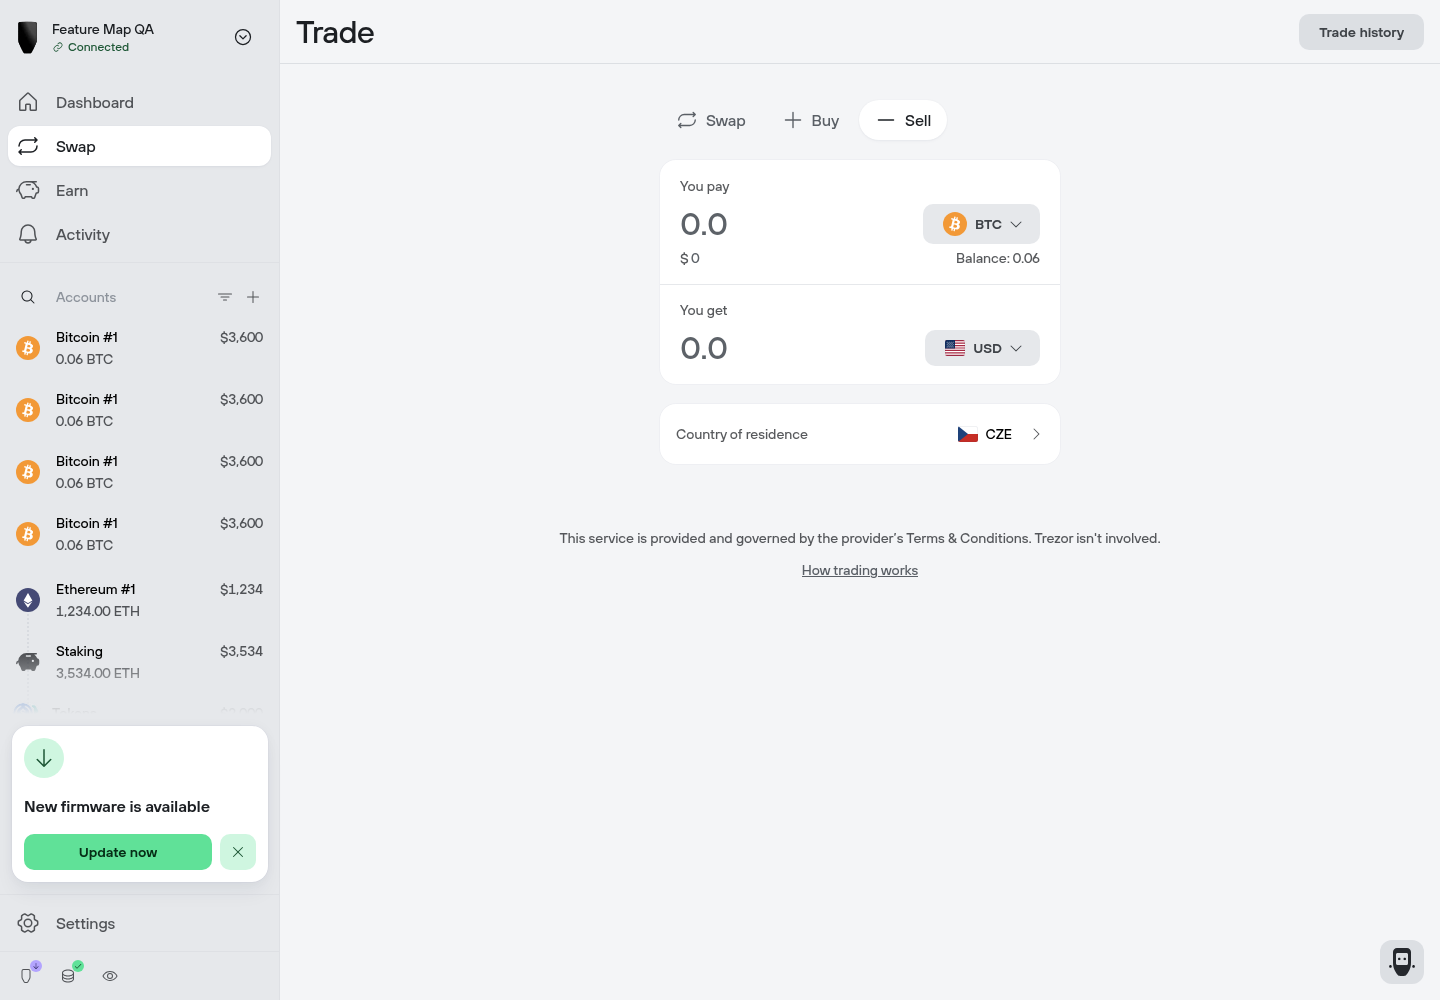 Feature Map QA
Connected
Dashboard
Swap
Earn
Activity
Accounts
Bitcoin #1 $3,600
0.06 BTC
Bitcoin #1 $3,600
0.06 BTC
Bitcoin #1 $3,600
0.06 BTC
Bitcoin #1 $3,600
0.06 BTC
Ethereum #1 $1,234
1,234.00 ETH
Staking $3,534
3,534.00 ETH
New firmware is available
Update now
Settings
Trade
Trade history
Swap Buy Sell
You pay
0.0 BTC
$ 0 Balance: 0.06
You get
0.0 USD
Country of residence CZE
This service is provided and governed by the provider's Terms & Conditions. Trezor isn't involved.
How trading works